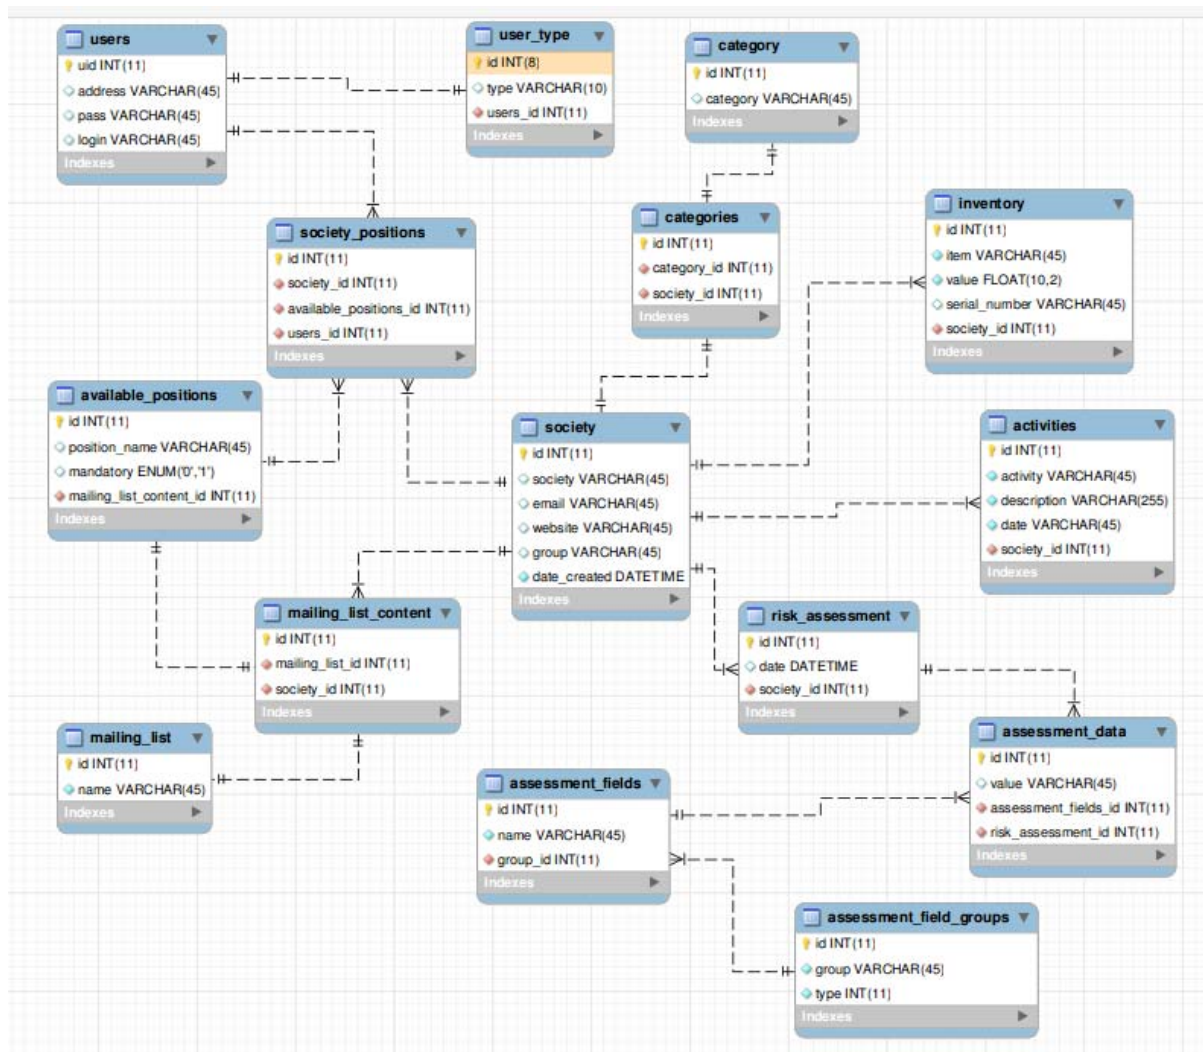 users
uid INT(11)
address VARCHAR(45)
pass VARCHAR(45)
login VARCHAR(45)
Indexes
user_type
id INT(8)
type VARCHAR(10)
users_id INT(11)
Indexes
category
id INT(11)
category VARCHAR(45)
Indexes
society_positions
id INT(11)
society_id INT(11)
available_positions_id INT(11)
users_id INT(11)
Indexes
categories
id INT(11)
category_id INT(11)
society_id INT(11)
Indexes
inventory
id INT(11)
item VARCHAR(45)
value FLOAT(10,2)
serial_number VARCHAR(45)
society_id INT(11)
Indexes
available_positions
id INT(11)
position_name VARCHAR(45)
mandatory ENUM('0','1')
mailing_list_content_id INT(11)
Indexes
society
id INT(11)
society VARCHAR(45)
email VARCHAR(45)
website VARCHAR(45)
group VARCHAR(45)
date_created DATETIME
Indexes
activities
id INT(11)
activity VARCHAR(45)
description VARCHAR(255)
date VARCHAR(45)
society_id INT(11)
Indexes
mailing_list_content
id INT(11)
mailing_list_id INT(11)
society_id INT(11)
Indexes
risk_assessment
id INT(11)
date DATETIME
society_id INT(11)
Indexes
mailing_list
id INT(11)
name VARCHAR(45)
Indexes
assessment_fields
id INT(11)
name VARCHAR(45)
group_id INT(11)
Indexes
assessment_data
id INT(11)
value VARCHAR(45)
assessment_fields_id INT(11)
risk_assessment_id INT(11)
Indexes
assessment_field_groups
id INT(11)
group VARCHAR(45)
type INT(11)
Indexes